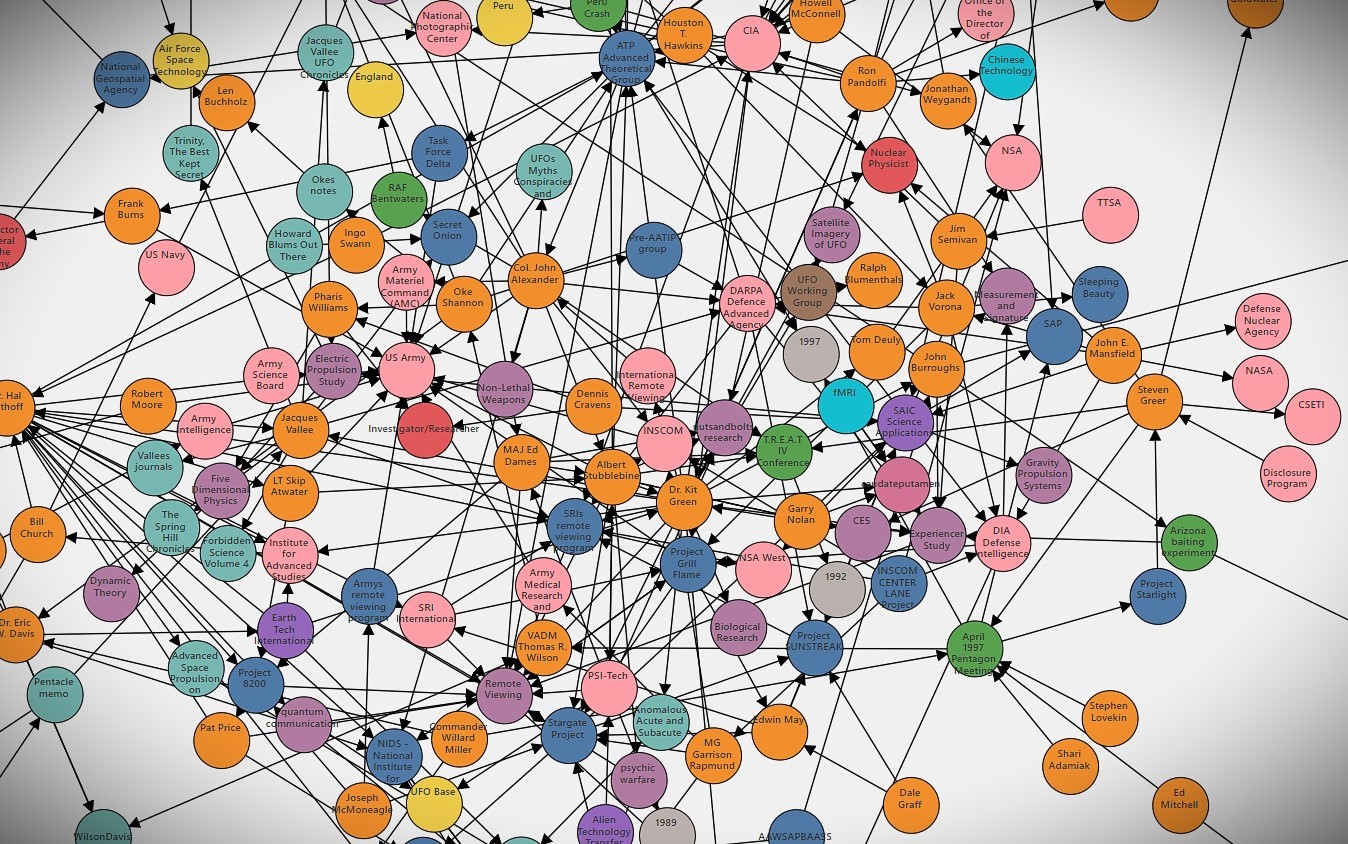 Peru
Peru
Crash
National
Photographic
Center
Houston
T.
Hawkins
CIA
Howell
McConnell
Office of
the
Director
of
Air Force
Space
Technology
Jacques
Vallee
UFO
Chronicles
National
Geospatial
Agency
Len
Buchholz
England
ATP
Advanced
Theoretical
Group
Ron
Pandolfi
Jonathan
Weygandt
Chinese
Technology
Trinity,
The Best
Kept
Secret
Task
Force
Delta
UFOs
Myths
Conspiracies
and
Nuclear
Physicist
NSA
Okes
notes
RAF
Bentwaters
Frank
Burns
Howard
Blums Out
There
Ingo
Swann
Secret
Onion
Pre-AATIP
group
Satellite
Imagery
of UFO
Jim
Semivan
TTSA
US Navy
Army
Materiel
Command
(AMC)
Col. John
Alexander
UFO
Working
Group
Ralph
Blumenthals
Pharis
Williams
Oke
Shannon
DARPA
Defence
Advanced
Agency
Jack
Vorona
Measurement
and
Signature
Sleeping
Beauty
SAP
Defense
Nuclear
Agency
1997
Tom Deuly
John E.
Mansfield
Army
Science
Board
Electric
Propulsion
Study
US Army
Non-Lethal
Weapons
International
Remote
Viewing
John
Burroughs
NASA
Robert
Moore
Dennis
Cravens
fMRI
Steven
Greer
CSETI
Army
Intelligence
Jacques
Vallee
Investigator/Researcher
INSCOM
nutsandbolts
research
SAIC
Applications
T.R.E.A.T
IV
Conference
Vallees
journals
Five
Dimensional
Physics
LT Skip
Atwater
MAJ Ed
Dames
Albert
Stubblebine
Dr. Kit
Green
caudateputamen
Gravity
Propulsion
Systems
Disclosure
Program
Bill
Church
The
Spring
Hill
Chronicles
Forbidden
Science
Volume 4
Institute
for
Advanced
Studies
SRIs
remote
viewing
program
Garry
Nolan
CE5
Experiencer
Study
DIA
Defense
Intelligence
Arizona
baiting
experiment
Dynamic
Theory
Armys
remote
viewing
program
Army
Medical
Research
and
Project
Grill
Flame
NSA West
1992
INSCOM
CENTER
LANE
Project
Project
Starlight
Dr. Eric
W. Davis
Earth
Tech
International
SRI
International
VADM
Thomas R.
Wilson
Biological
Research
Project
SUNSTREAK
April
1997
Pentagon
Meeting
Pentacle
memo
Advanced
Space
Propulsion
on
Project
8200
Remote
Viewing
PSI-Tech
Pat Price
quantum
communication
NIDS -
National
Institute
for
Commander
Willard
Miller
Stargate
Project
Anomalous
Acute and
Subacute
MG
Garrison
Rapmund
Edwin May
Stephen
Lovekin
Shari
Adamiak
Joseph
McMoneagle
UFO Base
psychic
warfare
Dale
Graff
Ed
Mitchell
WilsonDavis
Alien
Technology
Transfer
1989
AAWSAPBAASS